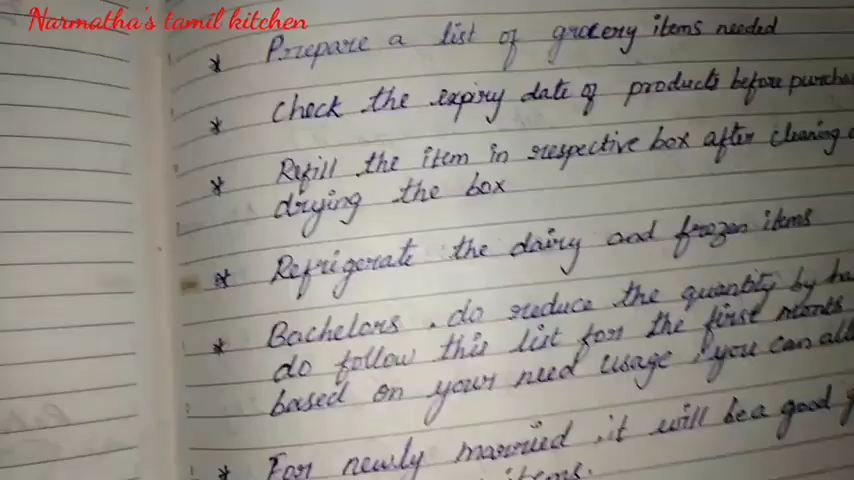 Narmatha's tamil kitchen
* Prepare a list of grocery items needed
* Check the expiry date of products before
* Refill the item in respective box after cleaning
drying the box
* Refrigerate the dairy and frozen items
* Bachelors, do reduce the quantity by
do follow this list for the first month
based on your need usage, you can
* For newly married, it will be a good
items.